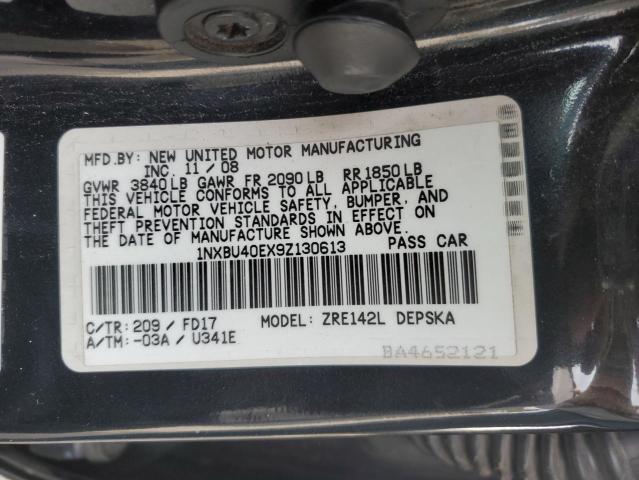 MFD.BY: NEW UNITED MOTOR MANUFACTURING
INC. 11 / 08
GVWR 3840 LB GAWR FR 2090 LB RR 1850 LB
THIS VEHICLE CONFORMS TO ALL APPLICABLE
FEDERAL MOTOR VEHICLE SAFETY, BUMPER, AND
THEFT PREVENTION STANDARDS IN EFFECT ON
THE DATE OF MANUFACTURE SHOWN ABOVE.
1NXBU40EX9Z130613 PASS CAR
C/TR: 209 / FD17 MODEL: ZRE142L DEPSKA
A/TM: -03A / U341E
BA4652121